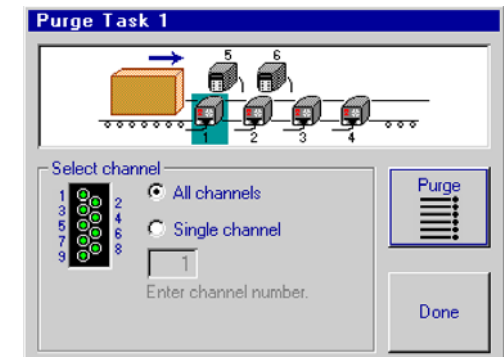 Purge Task 1
5 6
1 2 3 4
Select channel
1
2
3
4
5
6
7
8
9
All channels
Single channel
1
Enter channel number.
Purge
Done